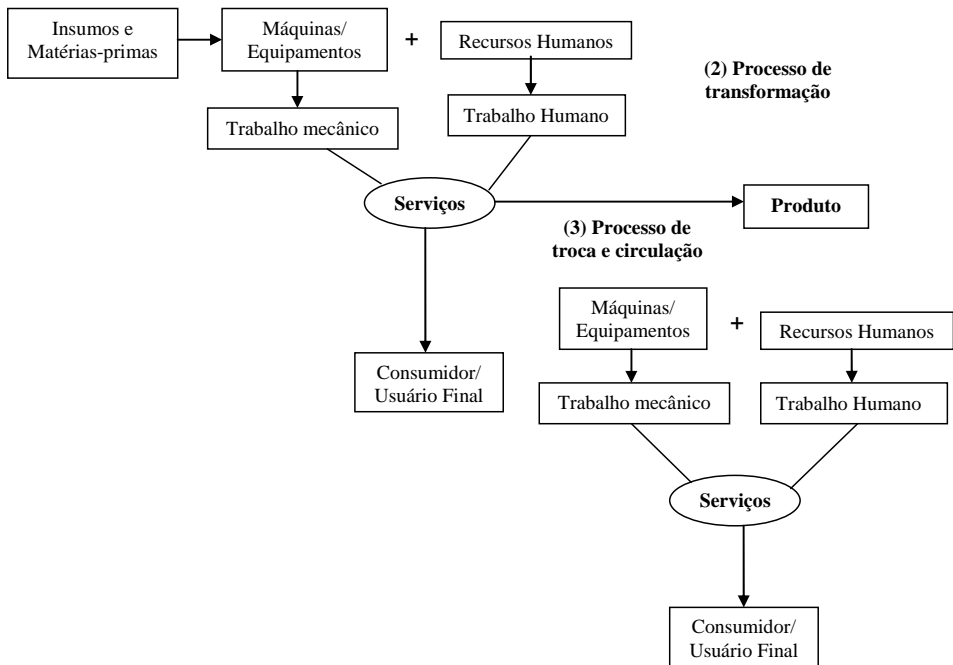 Insumos e
Matérias-primas
Máquinas/
Equipamentos
+
Recursos Humanos
(2) Processo de
transformação
Trabalho mecânico
Trabalho Humano
Serviços
Produto
(3) Processo de
troca e circulação
Máquinas/
Equipamentos
+
Recursos Humanos
Consumidor/
Usuário Final
Trabalho mecânico
Trabalho Humano
Serviços
Consumidor/
Usuário Final